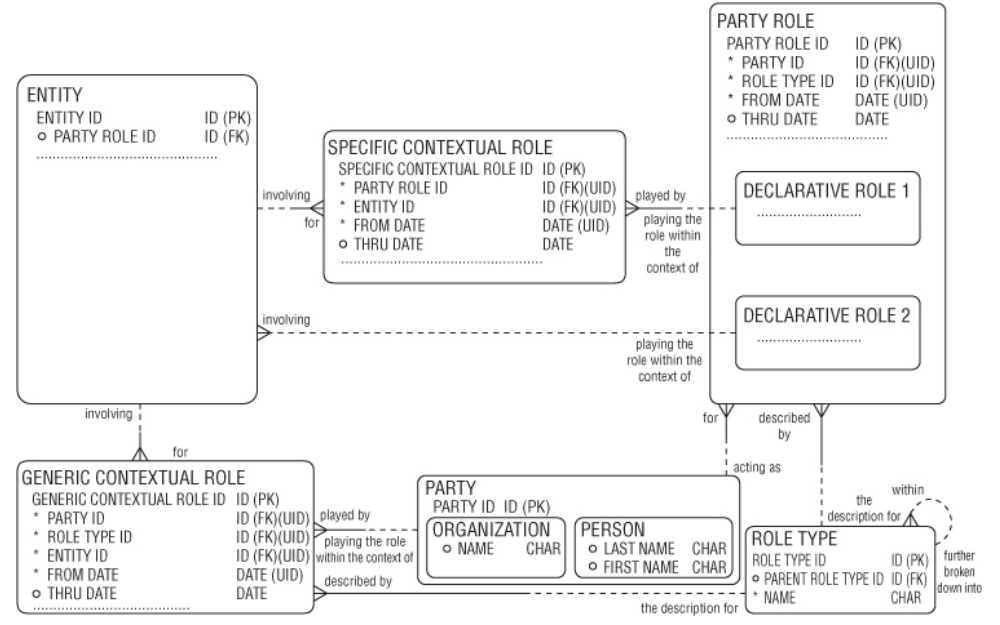 PARTY ROLE
PARTY ROLE ID ID (PK)
* PARTY ID ID (FK)(UID)
* ROLE TYPE ID ID (FK)(UID)
* FROM DATE DATE (UID)
o THRU DATE DATE
DECLARATIVE ROLE 1
DECLARATIVE ROLE 2
ENTITY
ENTITY ID ID (PK)
o PARTY ROLE ID ID (FK)
SPECIFIC CONTEXTUAL ROLE
SPECIFIC CONTEXTUAL ROLE ID ID (PK)
* PARTY ROLE ID ID (FK)(UID)
* ENTITY ID ID (FK)(UID)
* FROM DATE DATE (UID)
o THRU DATE DATE
involving
for
played by
playing the
role within
the
context of
involving
playing the
role within the
context of
involving
for
for
described
by
acting as
GENERIC CONTEXTUAL ROLE
GENERIC CONTEXTUAL ROLE ID ID (PK)
* PARTY ID ID (FK)(UID)
* ROLE TYPE ID ID (FK)(UID)
* ENTITY ID ID (FK)(UID)
* FROM DATE DATE (UID)
o THRU DATE DATE
played by
playing the role
within the context of
described by
the description for
PARTY
PARTY ID ID (PK)
ORGANIZATION
o NAME CHAR
PERSON
o LAST NAME CHAR
o FIRST NAME CHAR
the
description for
within
further
broken
down into
ROLE TYPE
ROLE TYPE ID ID (PK)
o PARENT ROLE TYPE ID ID (FK)
* NAME CHAR